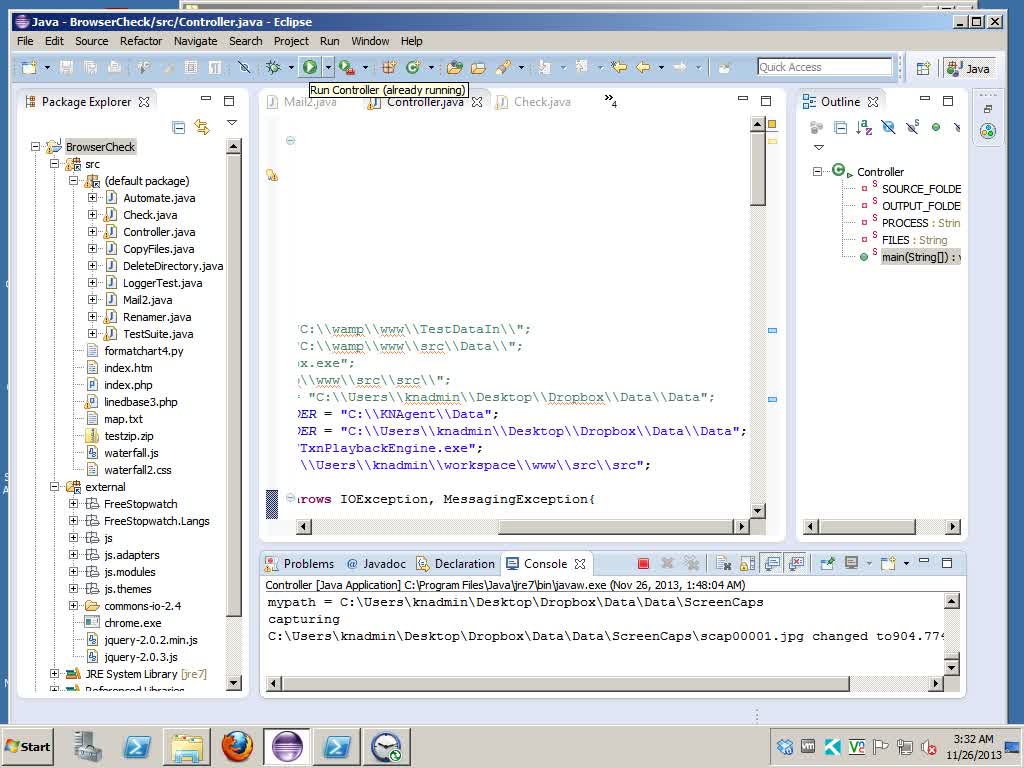 Java - BrowserCheck/src/Controller.java - Eclipse
File Edit Source Refactor Navigate Search Project Run Window Help
Quick Access
Java
Run Controller (already running)
Package Explorer
Mail2.java
Controller.java
Check.java
4
Outline
BrowserCheck
src
(default package)
Automate.java
Check.java
Controller.java
CopyFiles.java
DeleteDirectory.java
LoggerTest.java
Mail2.java
Renamer.java
TestSuite.java
formatchart4.py
index.htm
index.php
linedbase3.php
map.txt
testzip.zip
waterfall.js
waterfall2.css
external
FreeStopwatch
FreeStopwatch.Langs
js
js.adapters
js.modules
js.themes
commons-io-2.4
chrome.exe
jquery-2.0.2.min.js
jquery-2.0.3.js
JRE System Library [jre7]
Referenced Libraries
'C:\\wamp\\www\\TestDataIn\\";
'C:\\wamp\\www\\src\\Data\\";
ox.exe";
\\www\\src\\src\\";
= "C:\\Users\\knadmin\\Desktop\\Dropbox\\Data\\Data";
DER = "C:\\KNAgent\\Data";
DER = "C:\\Users\\knadmin\\Desktop\\Dropbox\\Data\\Data";
TxnPlaybackEngine.exe";
\\Users\\knadmin\\workspace\\www\\src\\src";
rows IOException, MessagingException{
Controller
SOURCE_FOLDE
OUTPUT_FOLDE
PROCESS : Strin
FILES : String
main(String[]) : v
Problems
@ Javadoc
Declaration
Console
Controller [Java Application] C:\Program Files\Java\jre7\bin\javaw.exe (Nov 26, 2013, 1:48:04 AM)
mypath = C:\Users\knadmin\Desktop\Dropbox\Data\Data\ScreenCaps
capturing
C:\Users\knadmin\Desktop\Dropbox\Data\Data\ScreenCaps\scap00001.jpg changed to904.774
Start
3:32 AM
11/26/2013